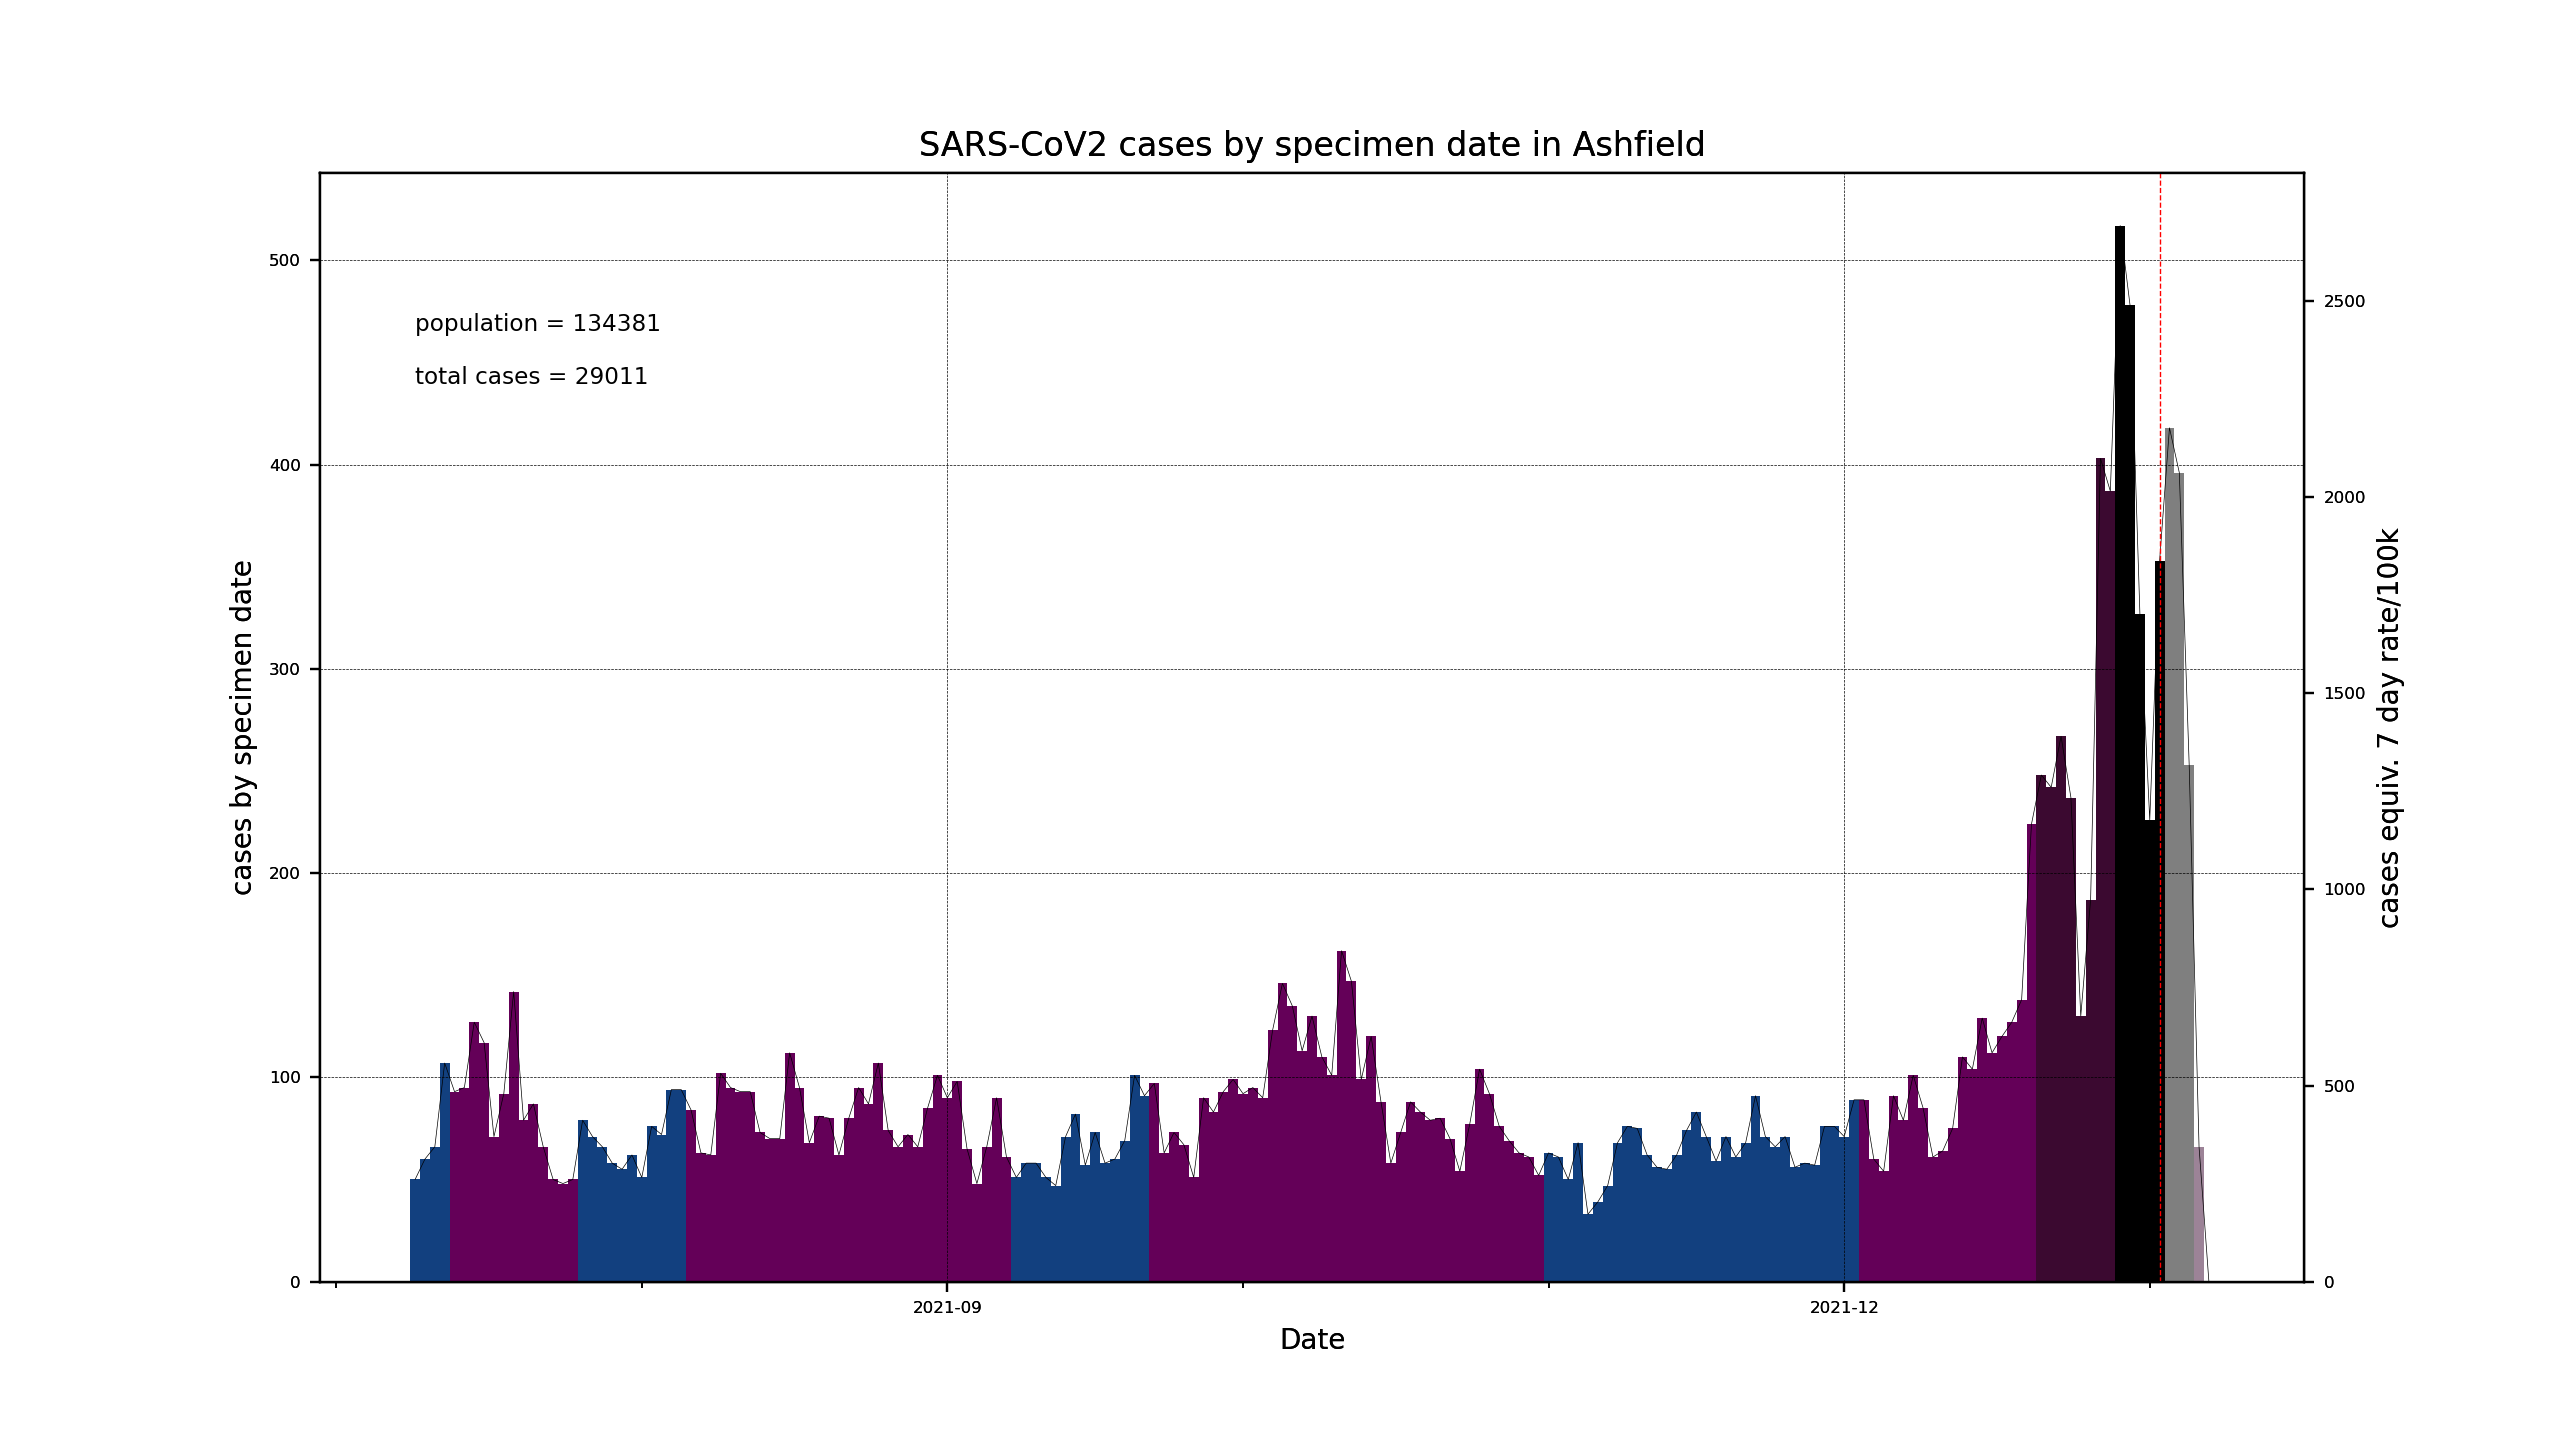 SARS-CoV2 cases by specimen date in Ashfield
population = 134381
total cases = 29011
cases by specimen date
500
400
300
200
100
0
2500
2000
1500
1000
500
0
cases equiv. 7 day rate/100k
2021-09
2021-12
Date